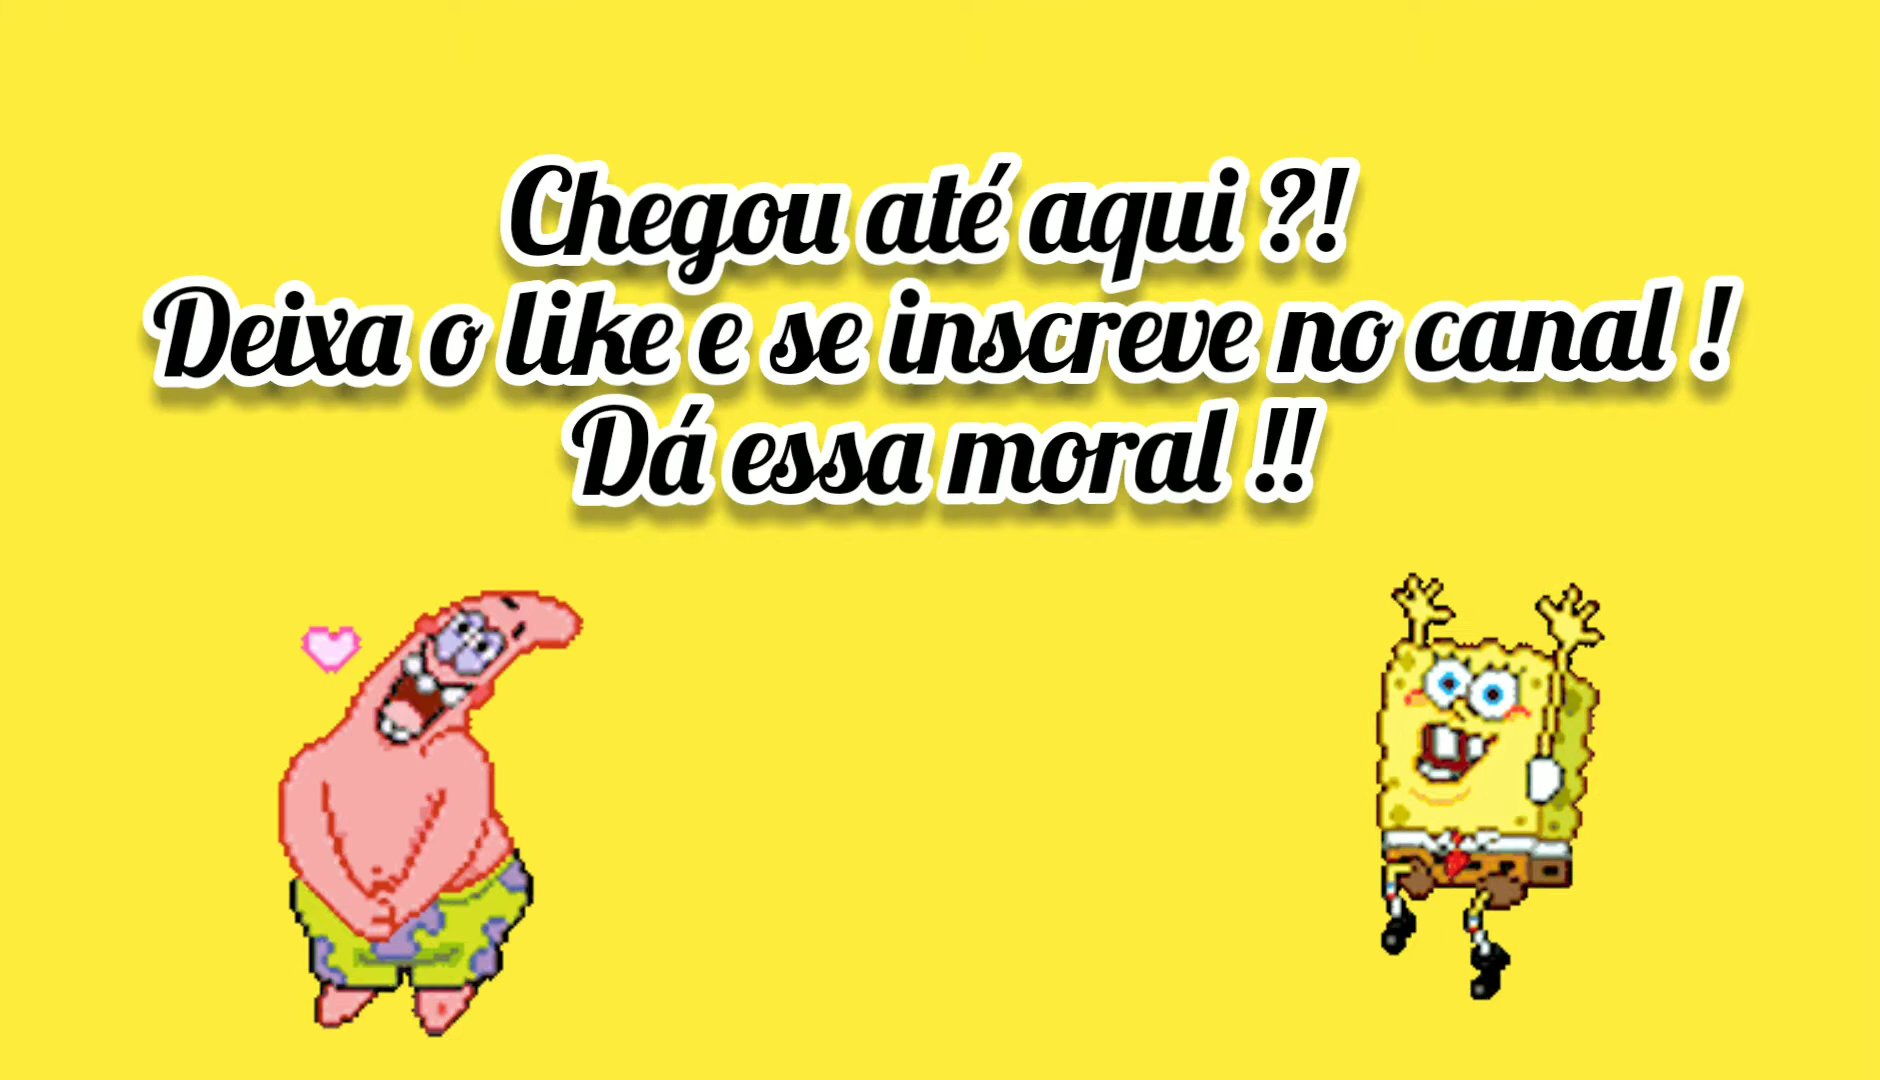 Chegou até aqui ?!
Deixa o like e se inscreve no canal !
Dá essa moral !!